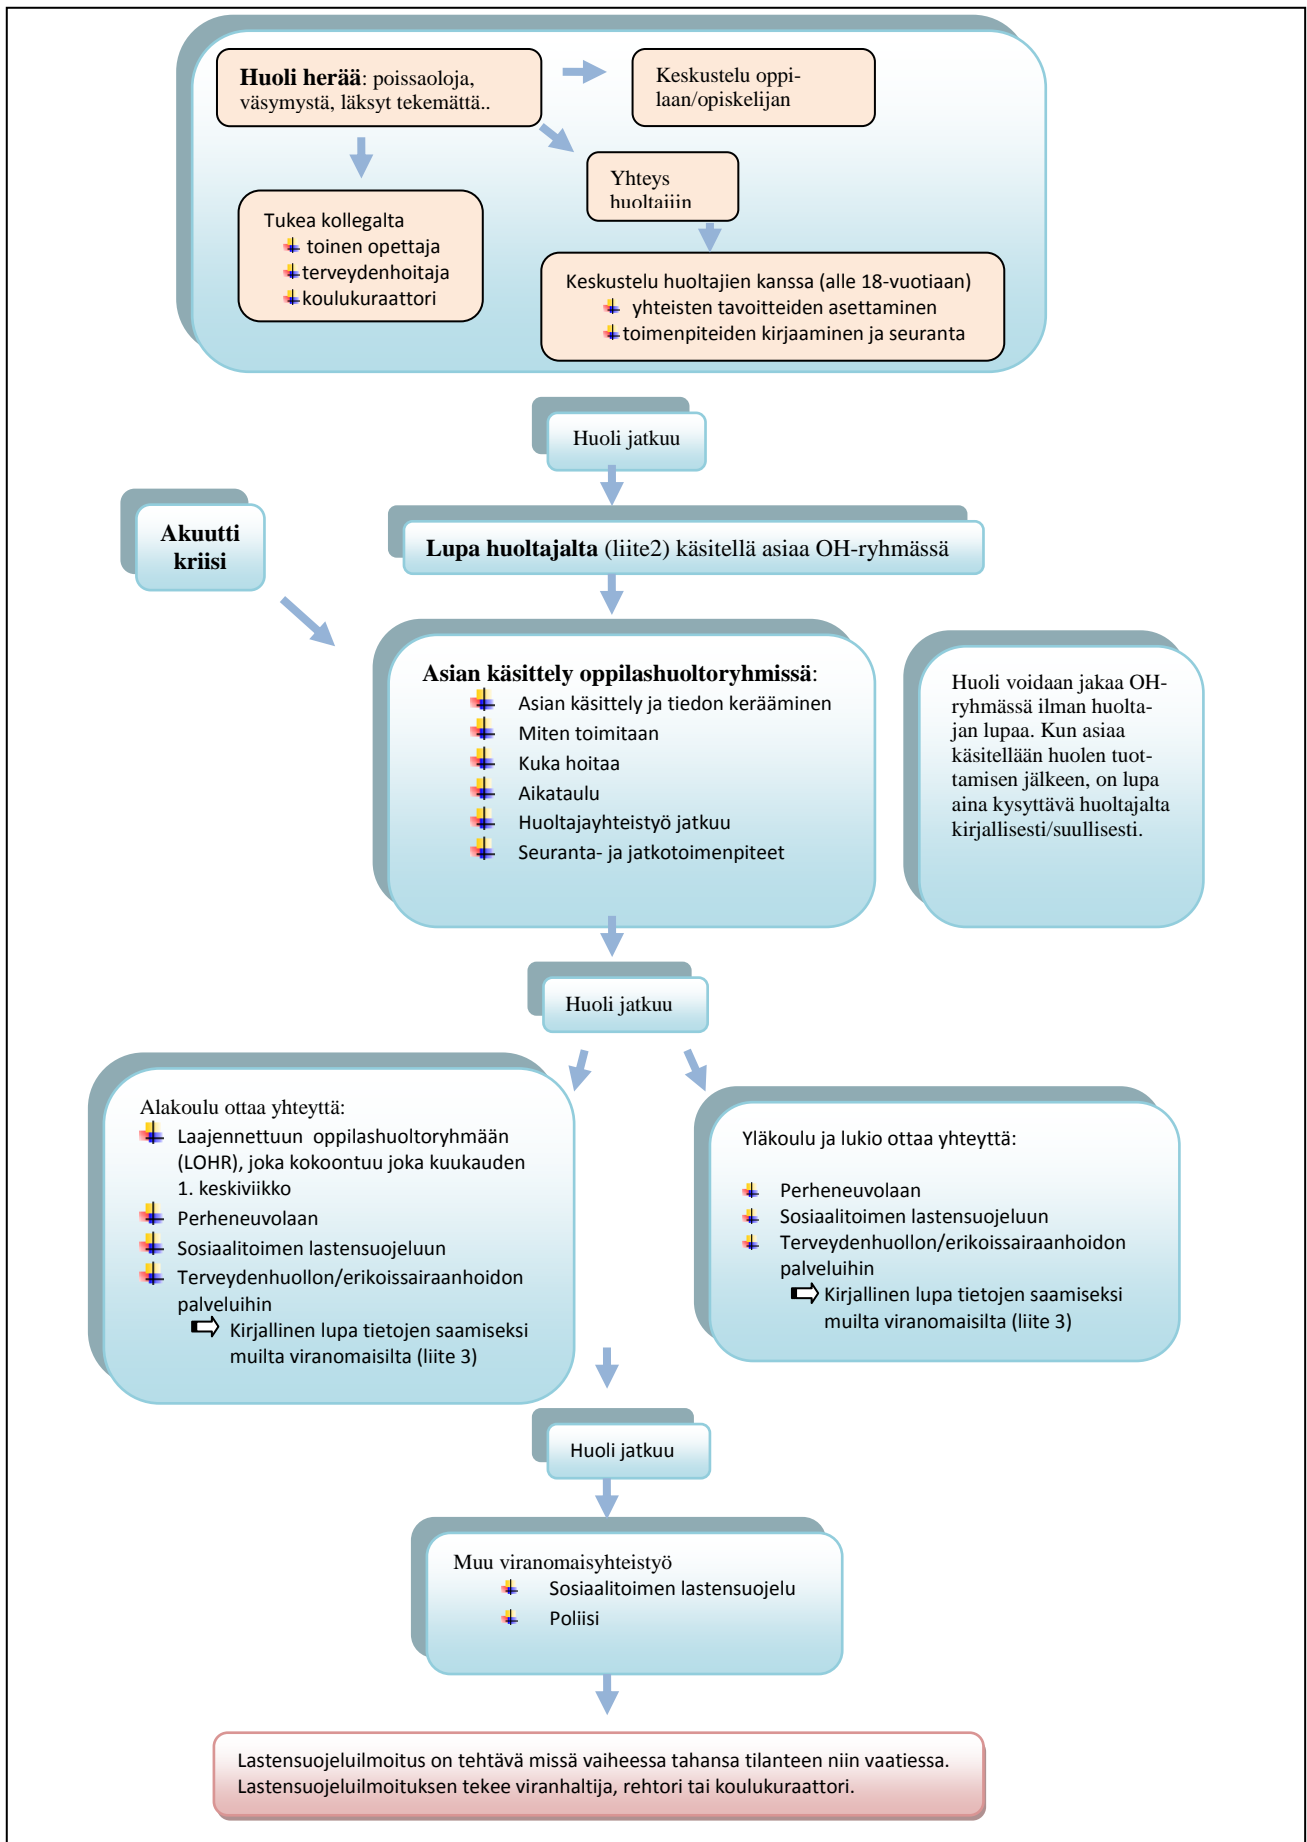 Huoli herää: poissaoloja,
väsymystä, läksyt tekemättä..
Keskustelu oppi-
laan/opiskelijan
Yhteys
huoltajiin
Tukea kollegalta
toinen opettaja
terveydenhoitaja
koulukuraattori
Keskustelu huoltajien kanssa (alle 18-vuotiaan)
yhteisten tavoitteiden asettaminen
toimenpiteiden kirjaaminen ja seuranta
Huoli jatkuu
Akuutti
kriisi
Lupa huoltajalta (liite2) käsitellä asiaa OH-ryhmässä
Asian käsittely oppilashuoltoryhmissä:
Asian käsittely ja tiedon kerääminen
Miten toimitaan
Kuka hoitaa
Aikataulu
Huoltajayhteistyö jatkuu
Seuranta- ja jatkotoimenpiteet
Huoli voidaan jakaa OH-
ryhmässä ilman huolta-
jan lupaa. Kun asiaa
käsitellään huolen tuot-
tamisen jälkeen, on lupa
aina kysyttävä huoltajalta
kirjallisesti/suullisesti.
Huoli jatkuu
Alakoulu ottaa yhteyttä:
Laajennettuun oppilashuoltoryhmään
(LOHR), joka kokoontuu joka kuukauden
1. keskiviikko
Perheneuvolaan
Sosiaalitoimen lastensuojeluun
Terveydenhuollon/erikoissairaanhoidon
palveluihin
Kirjallinen lupa tietojen saamiseksi
muilta viranomaisilta (liite 3)
Yläkoulu ja lukio ottaa yhteyttä:
Perheneuvolaan
Sosiaalitoimen lastensuojeluun
Terveydenhuollon/erikoissairaanhoidon
palveluihin
Kirjallinen lupa tietojen saamiseksi
muilta viranomaisilta (liite 3)
Huoli jatkuu
Muu viranomaisyhteistyö
Sosiaalitoimen lastensuojelu
Poliisi
Lastensuojeluilmoitus on tehtävä missä vaiheessa tahansa tilanteen niin vaatiessa.
Lastensuojeluilmoituksen tekee viranhaltija, rehtori tai koulukuraattori.